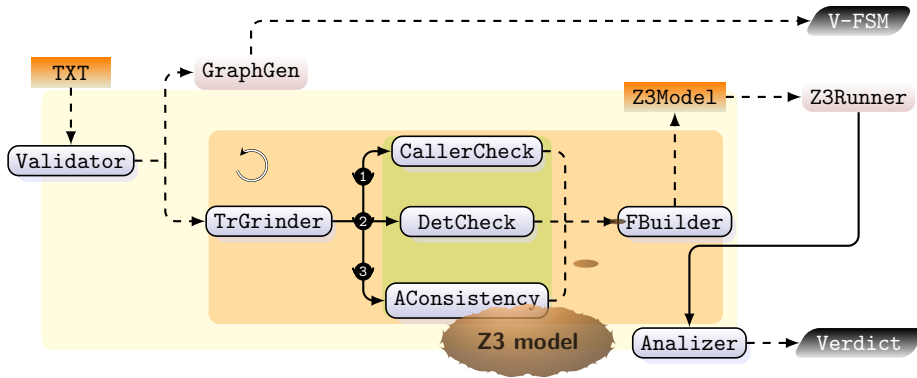 V-FSM
TXT
GraphGen
Z3Model
Z3Runner
Validator
CallerCheck
1
TrGrinder
2
DetCheck
FBuilder
3
AConsistency
Z3 model
Analizer
Verdict